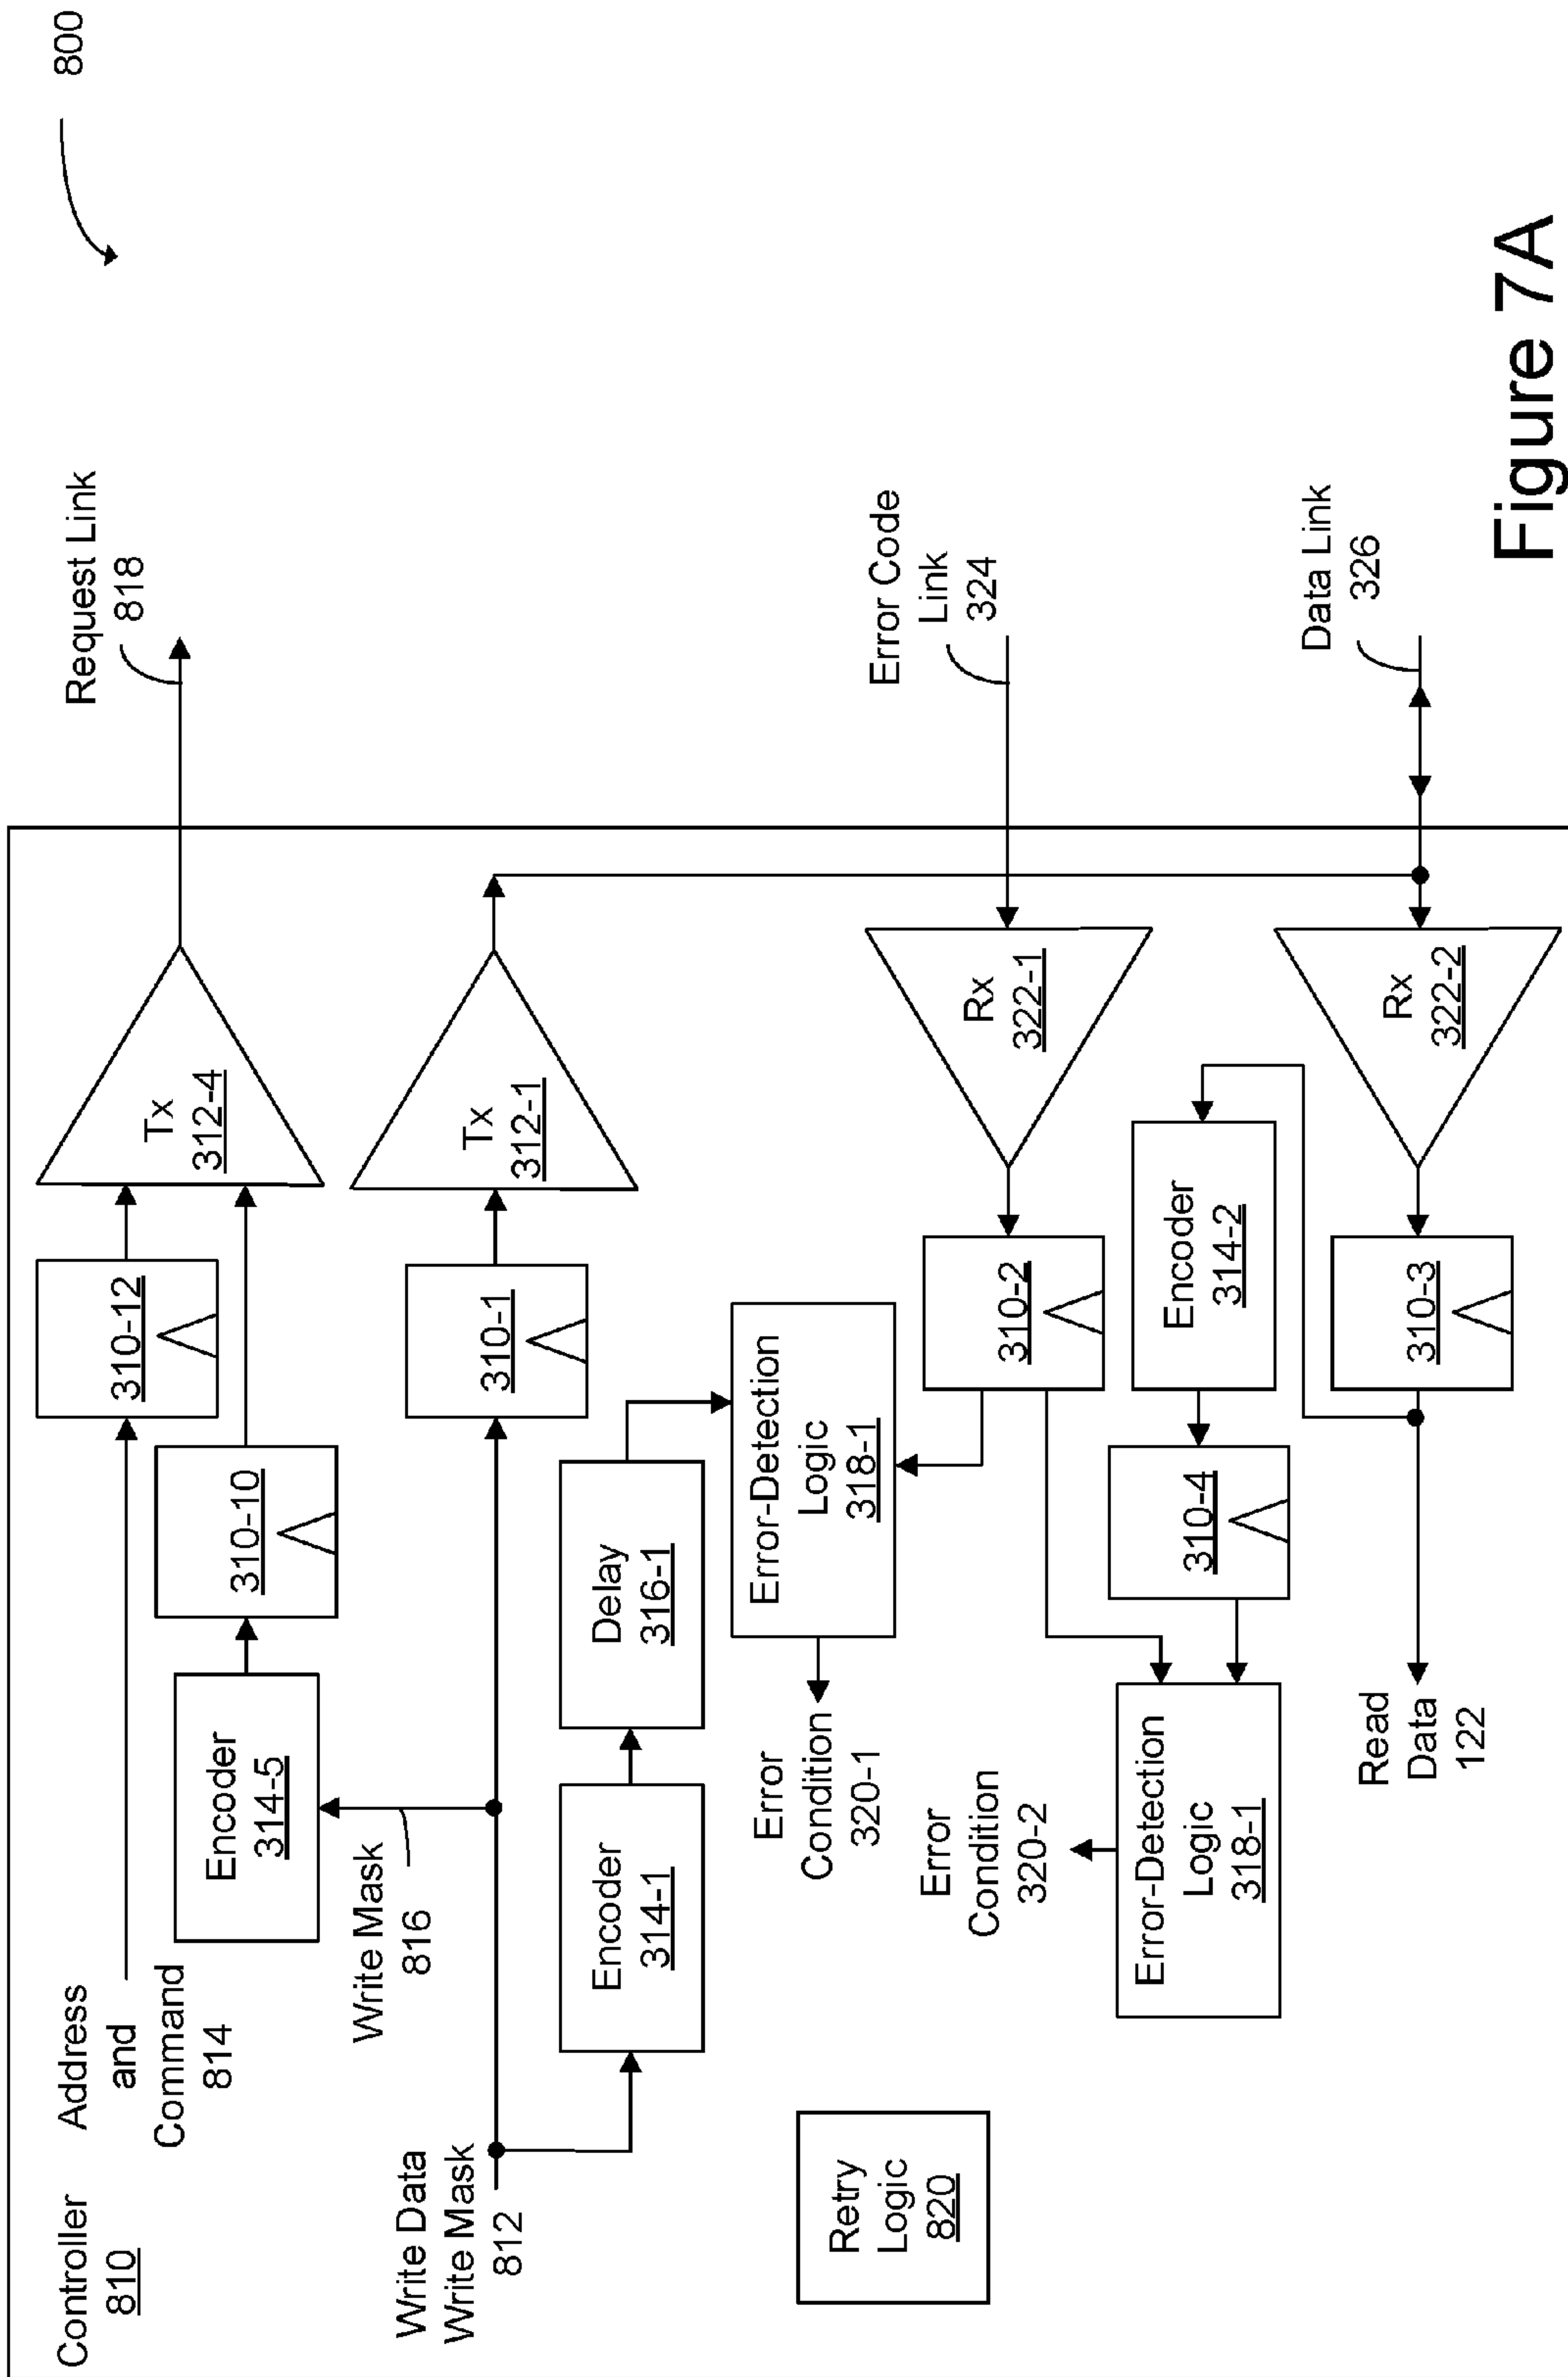 800
Controller
810
Address
and
Command
814
Request Link
818
Tx
312-4
310-12
310-10
Encoder
314-5
Write Mask
816
Write Data
Write Mask
812
310-1
Tx
312-1
Encoder
314-1
Delay
316-1
Error-Detection
Logic
318-1
Error
Condition
320-1
Retry
Logic
820
310-2
Rx
322-1
Error Code
Link
324
Error
Condition
320-2
Error-Detection
Logic
318-1
310-4
Encoder
314-2
Read
Data
122
310-3
Rx
322-2
Data Link
326
Figure 7A